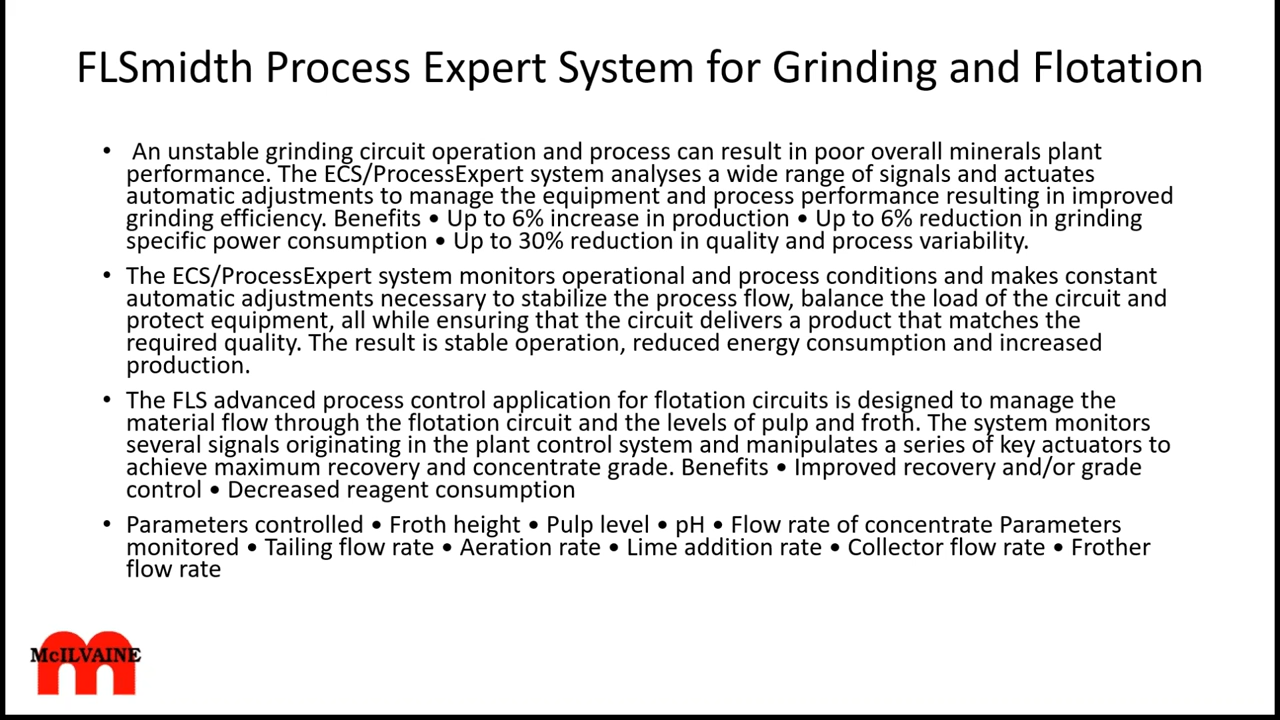 FLSmidth Process Expert System for Grinding and Flotation
• An unstable grinding circuit operation and process can result in poor overall minerals plant
performance. The ECS/ProcessExpert system analyses a wide range of signals and actuates
automatic adjustments to manage the equipment and process performance resulting in improved
grinding efficiency. Benefits • Up to 6% increase in production • Up to 6% reduction in grinding
specific power consumption • Up to 30% reduction in quality and process variability.
• The ECS/ProcessExpert system monitors operational and process conditions and makes constant
automatic adjustments necessary to stabilize the process flow, balance the load of the circuit and
protect equipment, all while ensuring that the circuit delivers a product that matches the
required quality. The result is stable operation, reduced energy consumption and increased
production.
• The FLS advanced process control application for flotation circuits is designed to manage the
material flow through the flotation circuit and the levels of pulp and froth. The system monitors
several signals originating in the plant control system and manipulates a series of key actuators to
achieve maximum recovery and concentrate grade. Benefits • Improved recovery and/or grade
control • Decreased reagent consumption
• Parameters controlled • Froth height • Pulp level • pH • Flow rate of concentrate Parameters
monitored • Tailing flow rate • Aeration rate • Lime addition rate • Collector flow rate • Frother
flow rate
McILVAINE